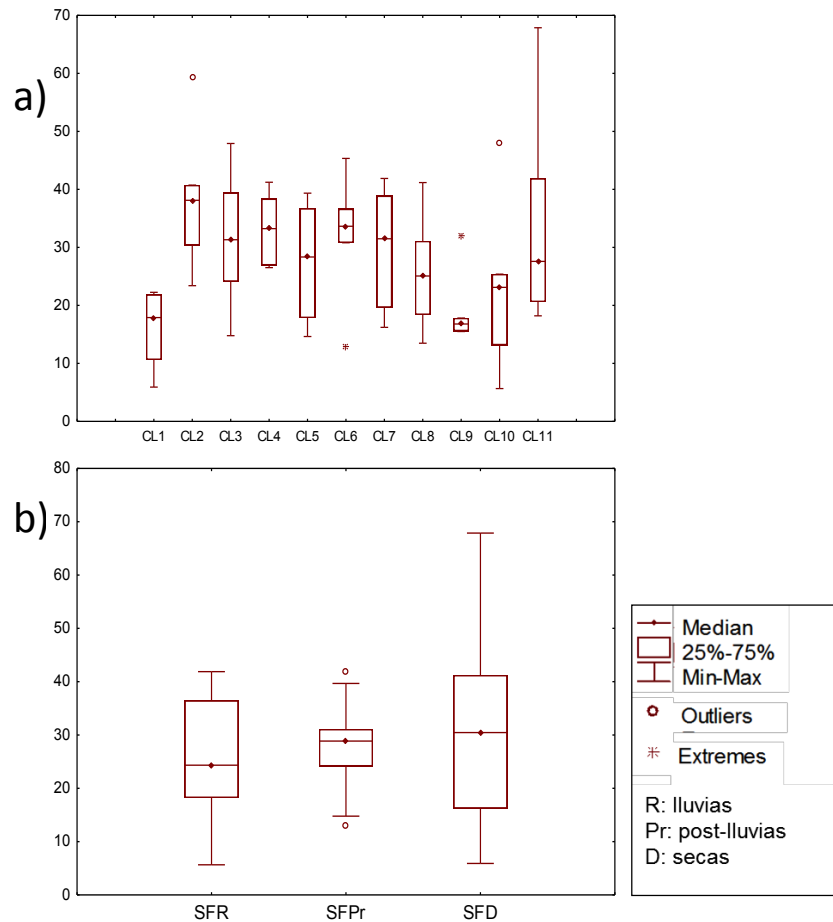 a)
70
60
50
40
30
20
10
0
CL1 CL2 CL3 CL4 CL5 CL6 CL7 CL8 CL9 CL10 CL11
b)
80
70
60
50
40
30
20
10
0
SFR SFPr SFD
Median
25%-75%
Min-Max
Outliers
Extremes
R: lluvias
Pr: post-lluvias
D: secas